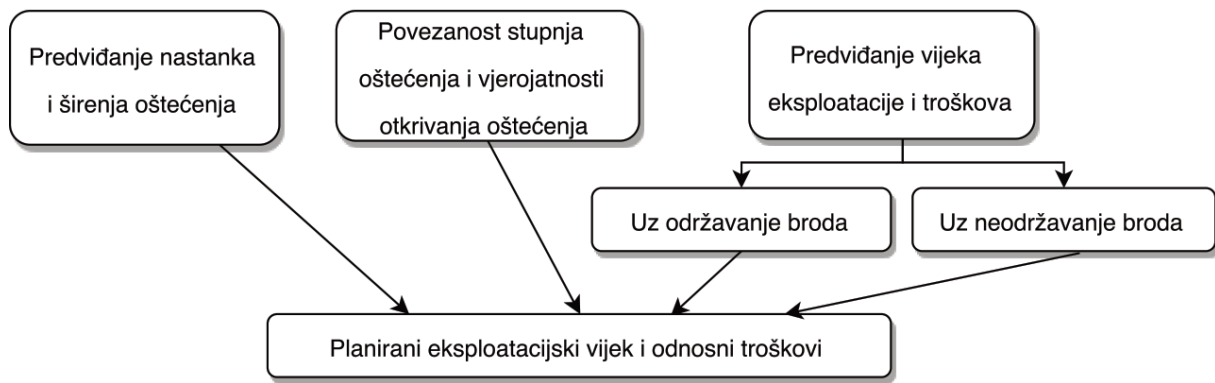 Predviđanje nastanka
i širenja oštećenja
Povezanost stupnja
oštećenja i vjerojatnosti
otkrivanja oštećenja
Predviđanje vijeka
eksploatacije i troškova
Uz održavanje broda
Uz neodržavanje broda
Planirani eksploatacijski vijek i odnosni troškovi